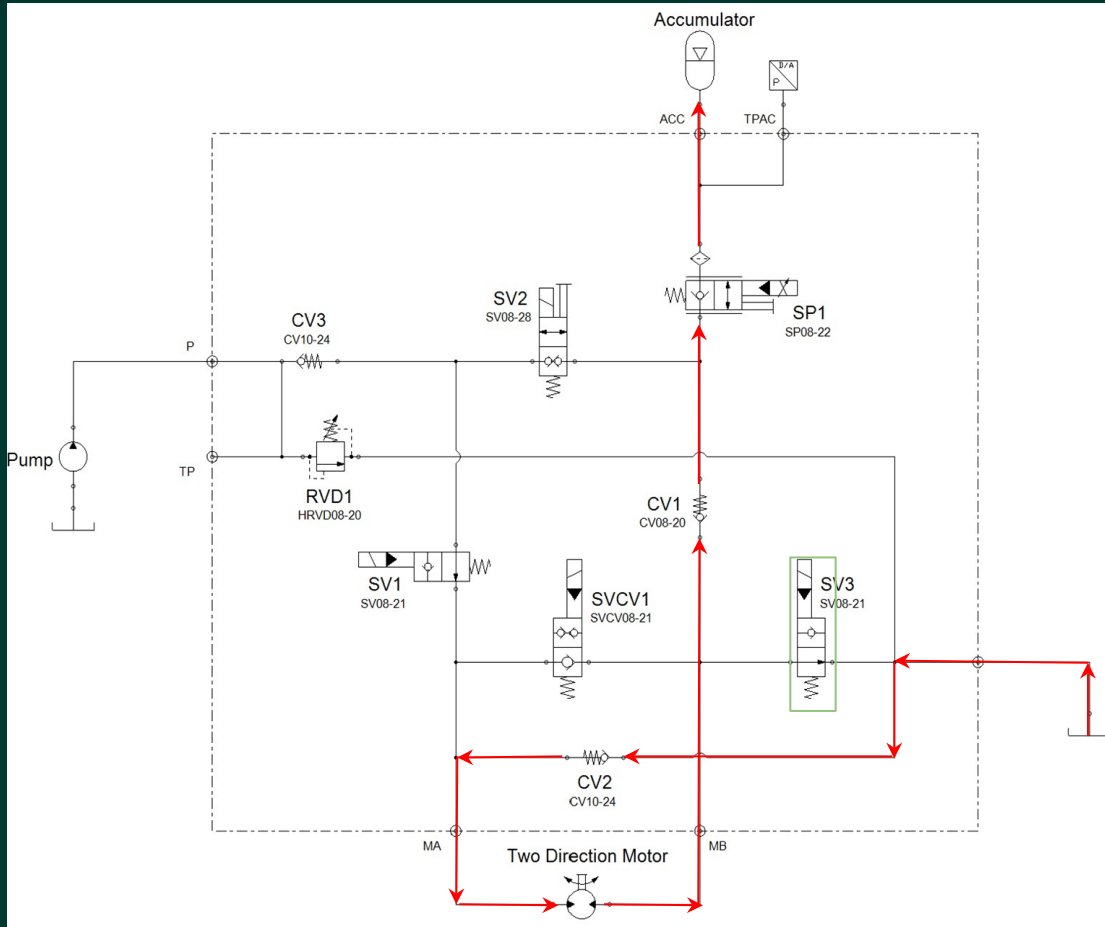 Accumulator
D/A
P
ACC
TPAC
SV2
SV08-28
SP1
SP08-22
CV3
CV10-24
P
Pump
TP
RVD1
HRVD08-20
CV1
CV08-20
SV1
SV08-21
SVCV1
SVCV08-21
SV3
SV08-21
CV2
CV10-24
MA
MB
Two Direction Motor